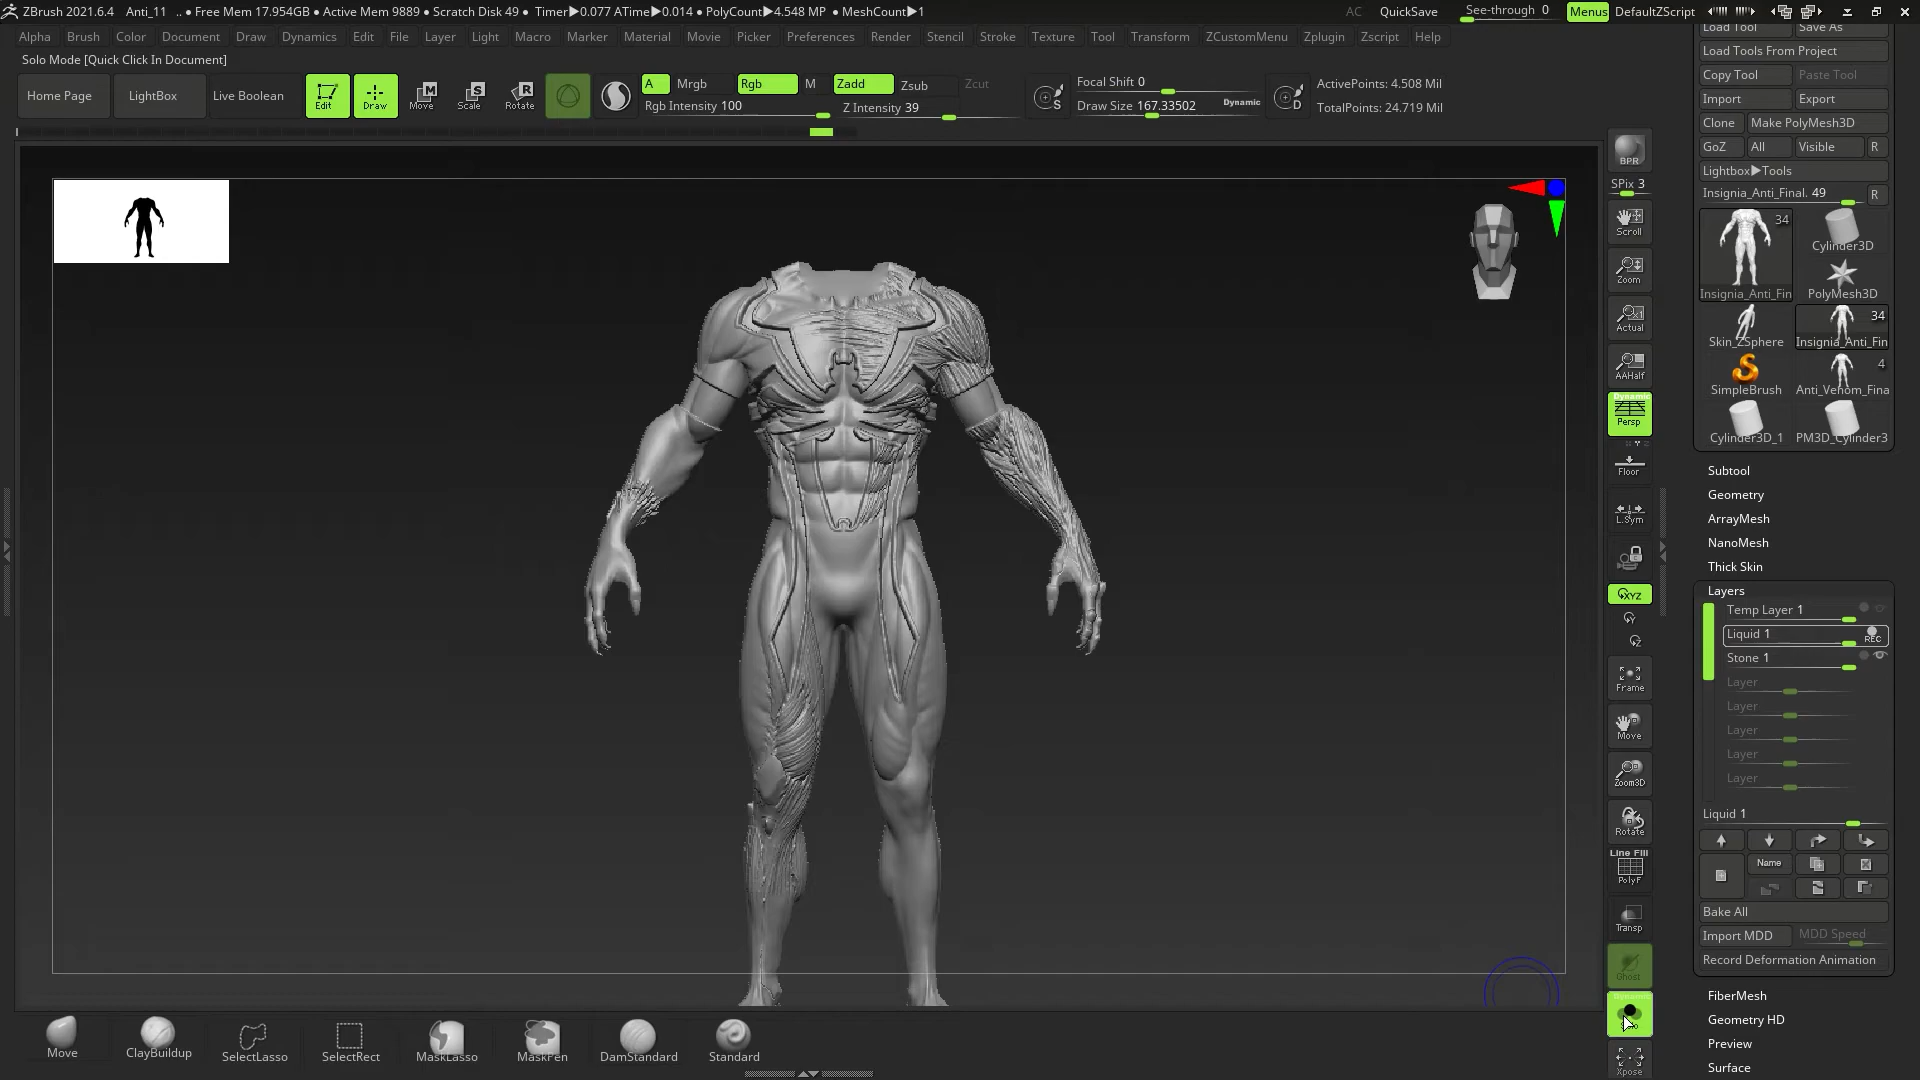 ZBrush 2021.6.4 Anti_11 .. ● Free Mem 17.954GB ● Active Mem 9889 ● Scratch Disk 49 ● Timer▶0.077 ATime▶0.014 ● PolyCount▶4.548 MP ● MeshCount▶1 AC QuickSave See-through 0 Menus DefaultZScript
Alpha Brush Color Document Draw Dynamics Edit File Layer Light Macro Marker Material Movie Picker Preferences Render Stencil Stroke Texture Tool Transform ZCustomMenu Zplugin Zscript Help
Solo Mode [Quick Click In Document]
Home Page LightBox Live Boolean Edit Draw Move Scale Rotate
A Mrgb Rgb M Zadd Zsub Zcut
Rgb Intensity 100 Z Intensity 39
Focal Shift 0
Draw Size 167.33502 Dynamic
S D
ActivePoints: 4.508 Mil
TotalPoints: 24.719 Mil
BPR
SPix 3
Scroll
Zoom
Actual
AAHalf
Dynamic
Persp
Floor
L.Sym
XYZ
Y
Z
Frame
Move
Zoom3D
Rotate
Line Fill
PolyF
Transp
Ghost
Dynamic
Xpose
Load Tool Save As
Load Tools From Project
Copy Tool Paste Tool
Import Export
Clone Make PolyMesh3D
GoZ All Visible R
Lightbox▶Tools
Insignia_Anti_Final. 49 R
34
Cylinder3D
Insignia_Anti_Fin PolyMesh3D
34
Skin_ZSphere Insignia_Anti_Fin
4
SimpleBrush Anti_Venom_Fina
Cylinder3D_1 PM3D_Cylinder3
Subtool
Geometry
ArrayMesh
NanoMesh
Thick Skin
Layers
Temp Layer 1
Liquid 1 REC
Stone 1
Layer
Layer
Layer
Layer
Layer
Liquid 1
Name
Bake All
Import MDD MDD Speed
Record Deformation Animation
FiberMesh
Geometry HD
Preview
Surface
Move ClayBuildup SelectLasso SelectRect MaskLasso MaskPen DamStandard Standard